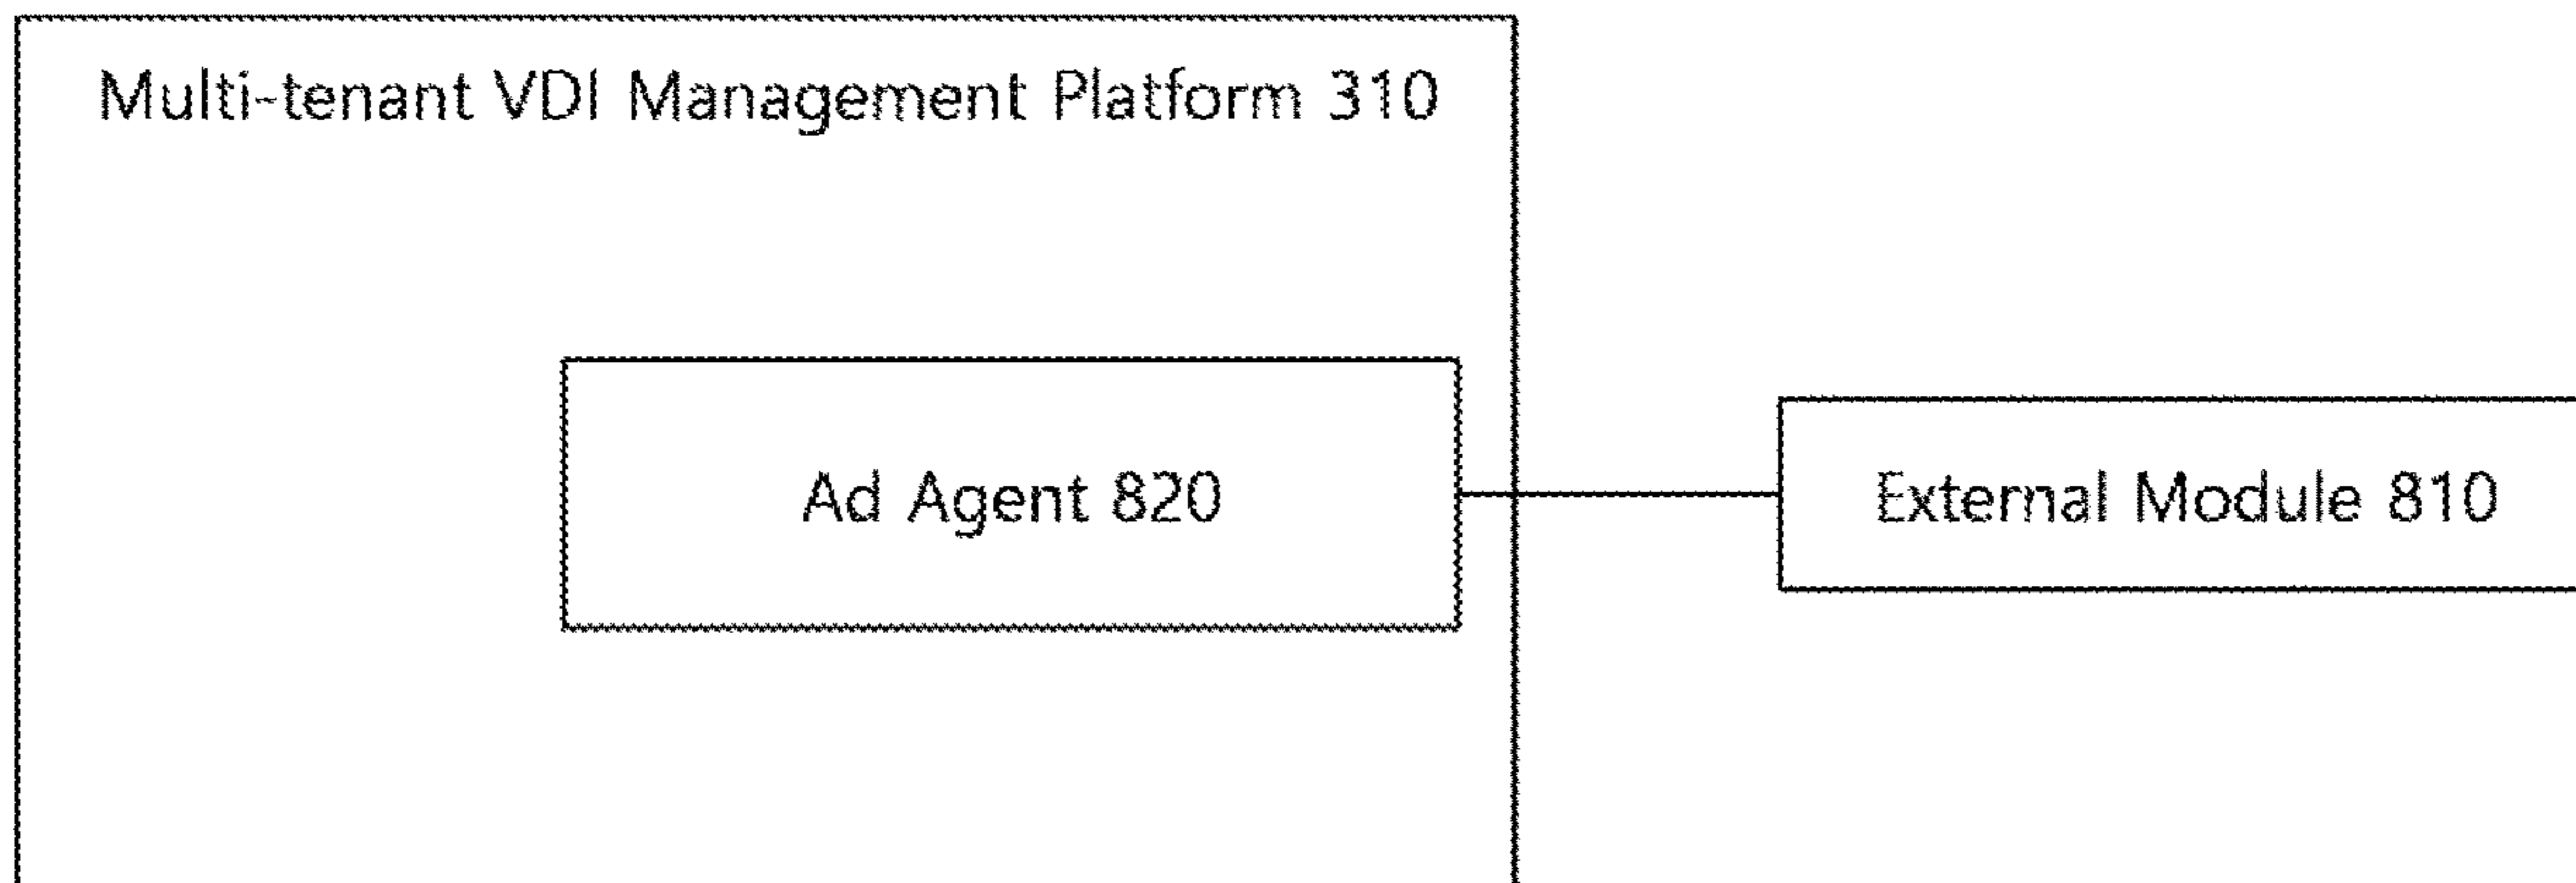 Multi-tenant VDI Management Platform 310
Ad Agent 820
External Module 810